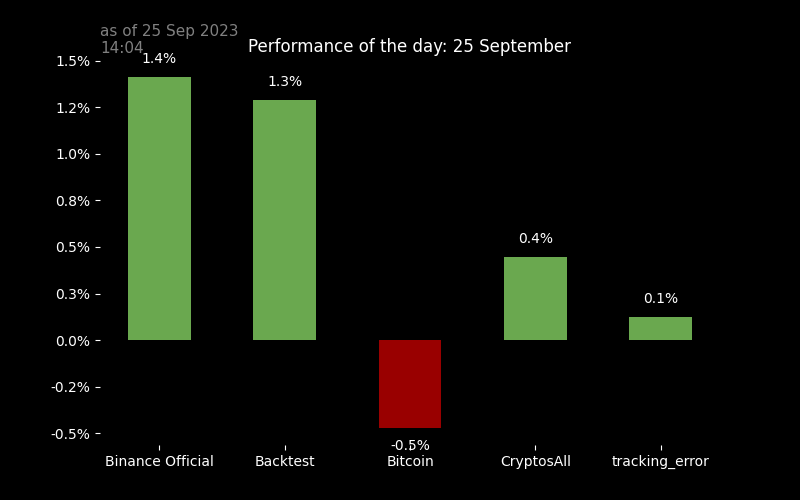 as of 25 Sep 2023
14:04
Performance of the day: 25 September
1.5%
1.2%
1.0%
0.8%
0.5%
0.3%
0.0%
-0.2%
-0.5%
1.4%
1.3%
-0.5%
0.4%
0.1%
Binance Official
Backtest
Bitcoin
CryptosAll
tracking_error